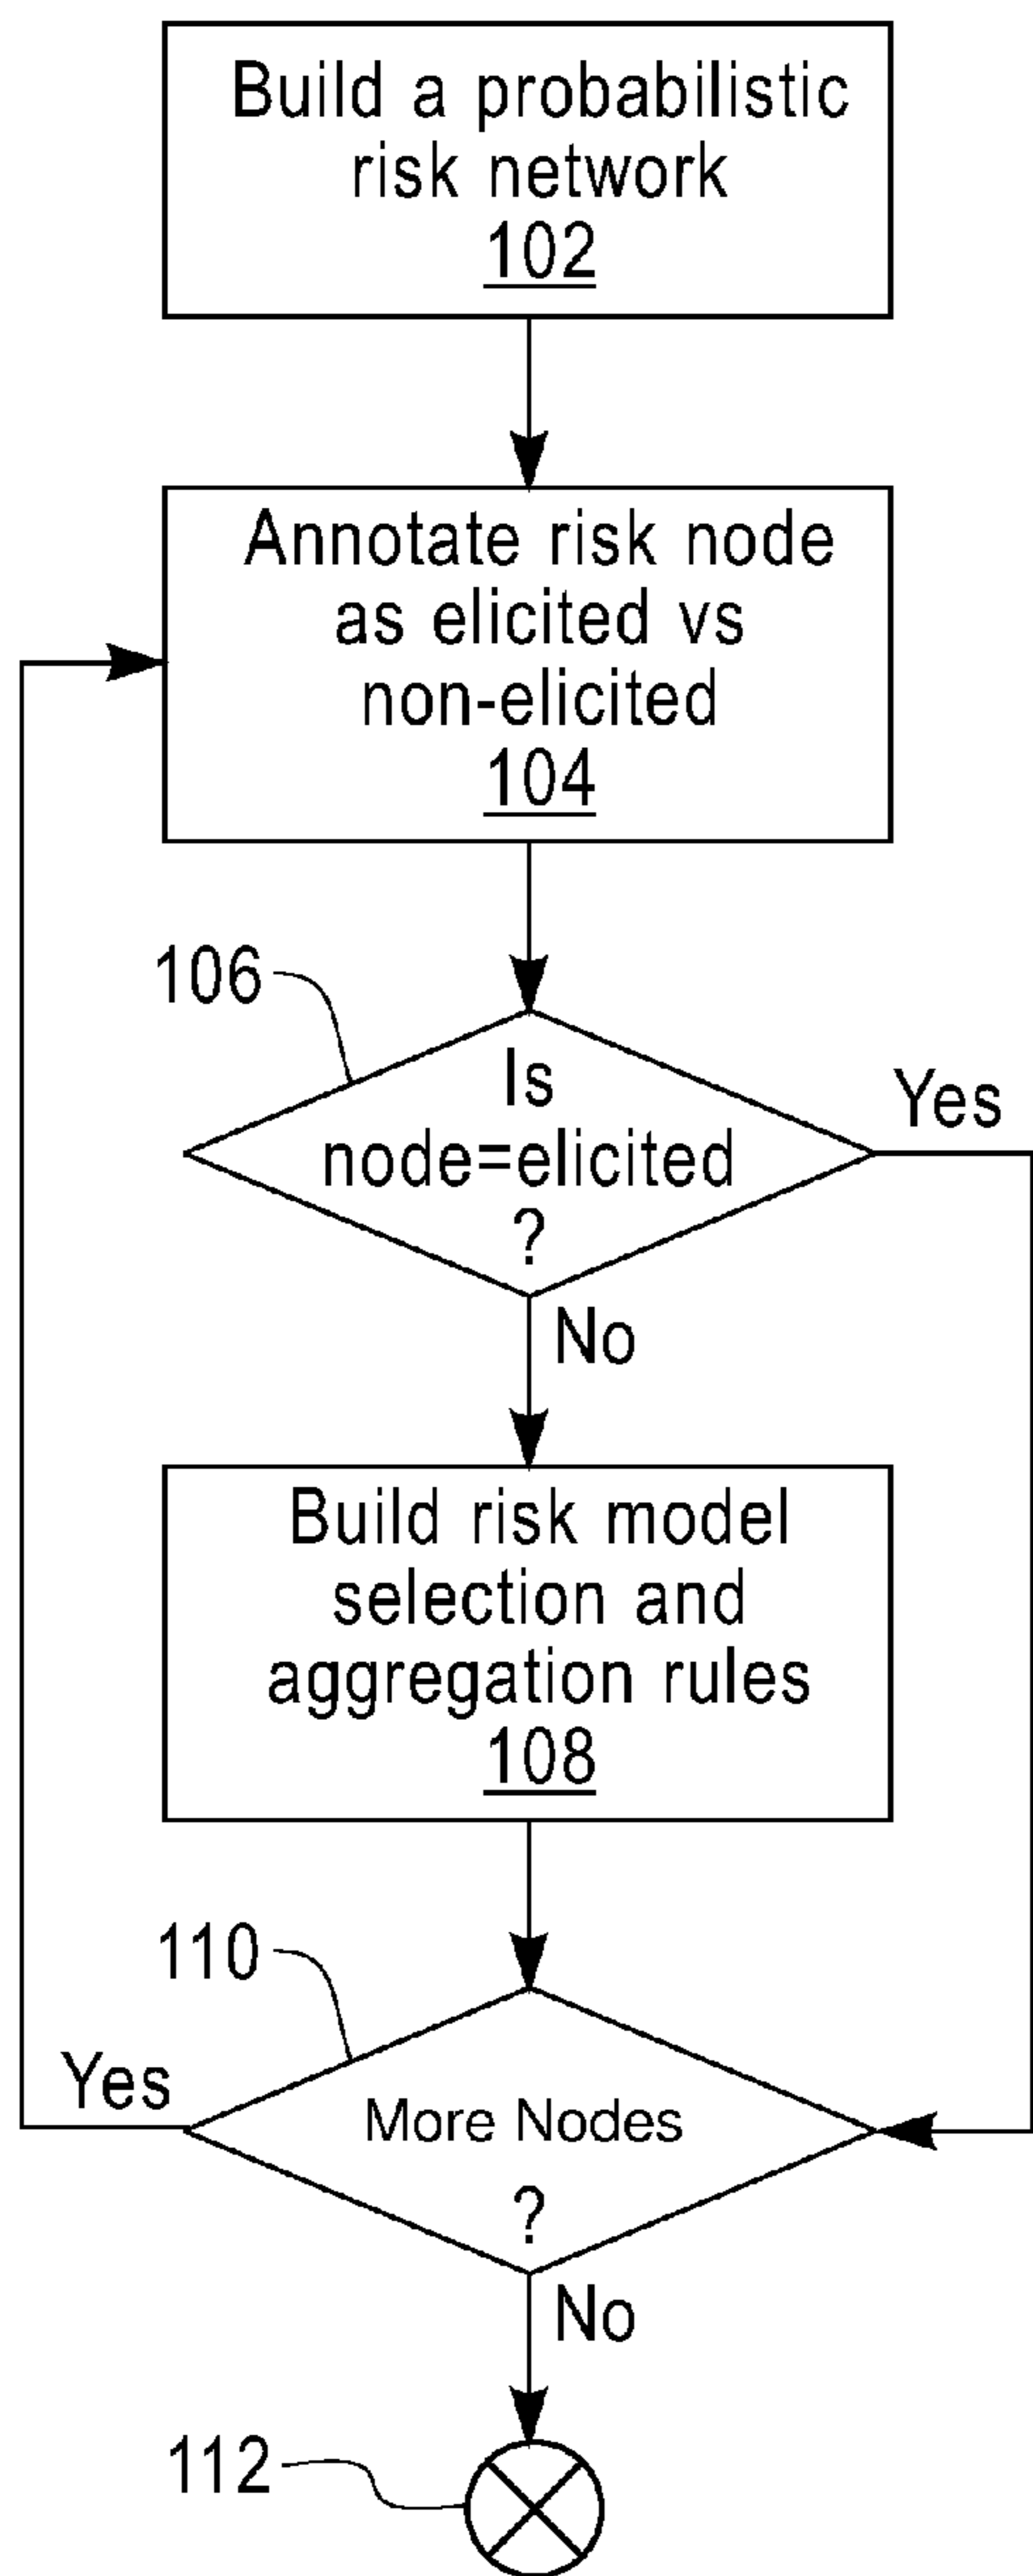 Build a probabilistic
risk network
102
Annotate risk node
as elicited vs
non-elicited
104
106
Is
node=elicited
?
Yes
No
Build risk model
selection and
aggregation rules
108
110
Yes
More Nodes
?
No
112